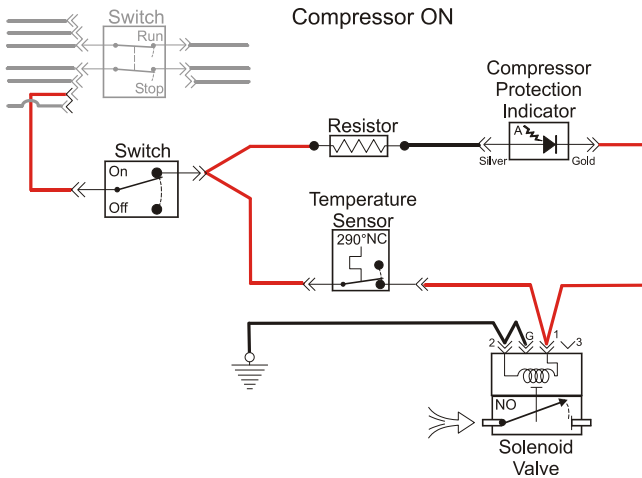 Compressor ON
Switch
Run
Stop
Compressor
Protection
Indicator
A
Silver
Gold
Resistor
Switch
On
Off
Temperature
Sensor
290°NC
2
G
1
3
NO
Solenoid
Valve